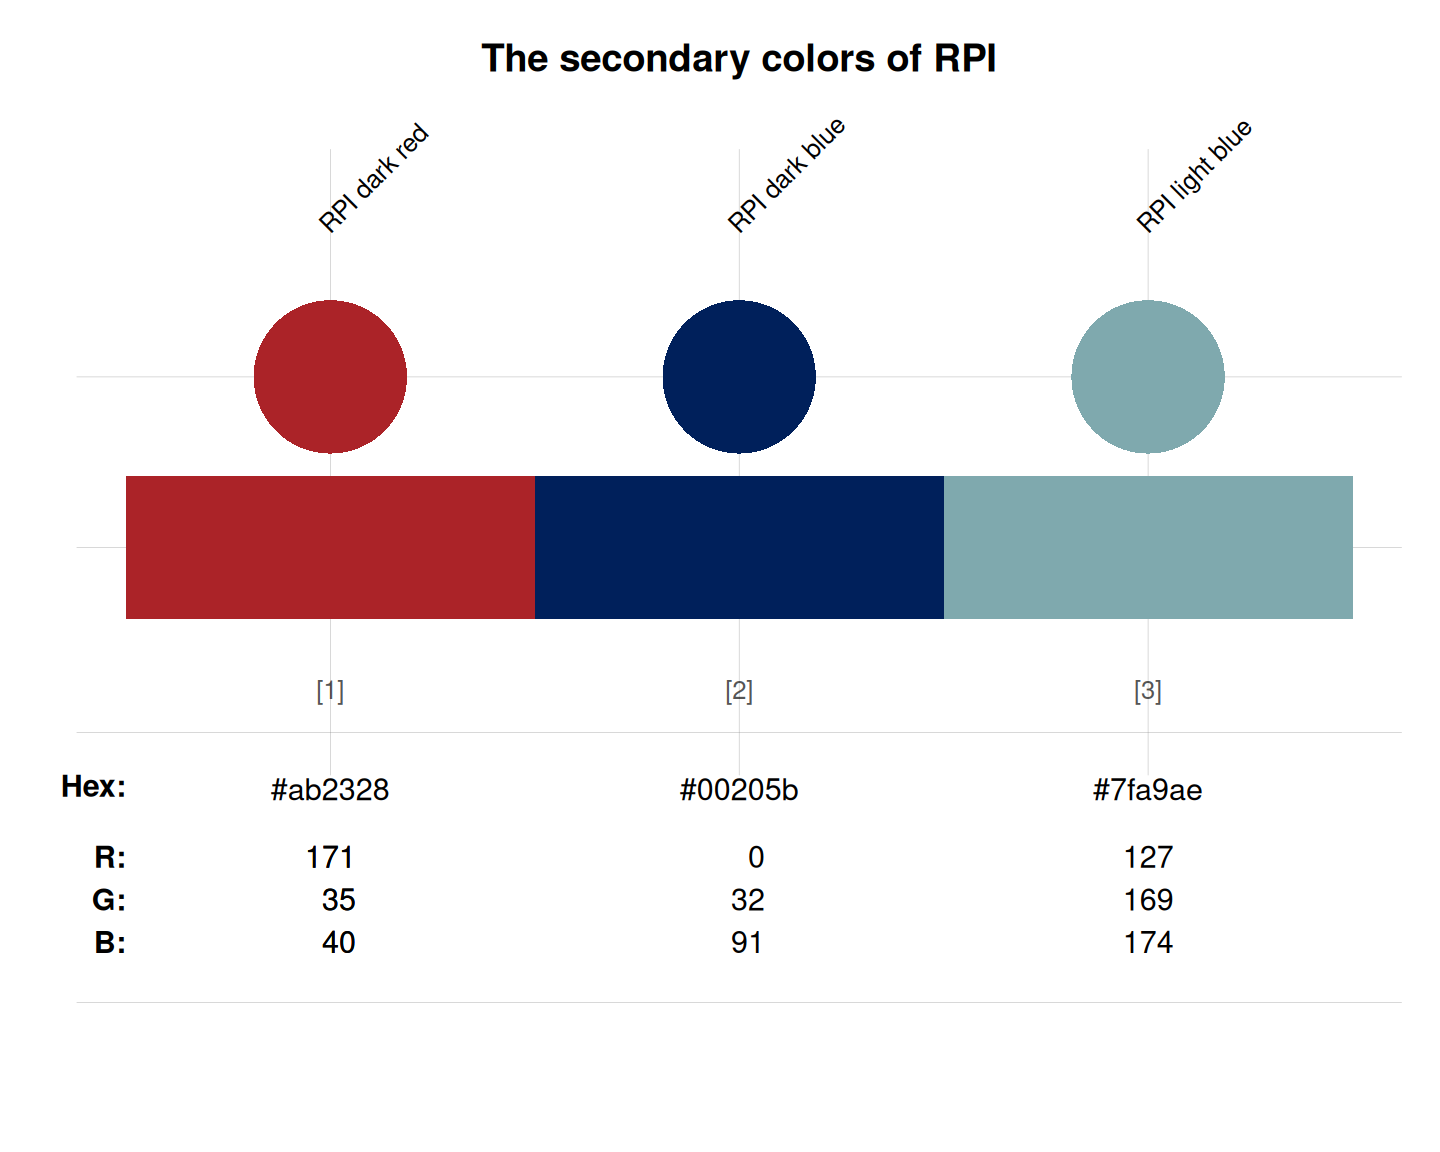 The secondary colors of RPI
RPI dark red
RPI dark blue
RPI light blue
[1] [2] [3]
Hex: #ab2328 #00205b #7fa9ae
R: 171 0 127
G: 35 32 169
B: 40 91 174